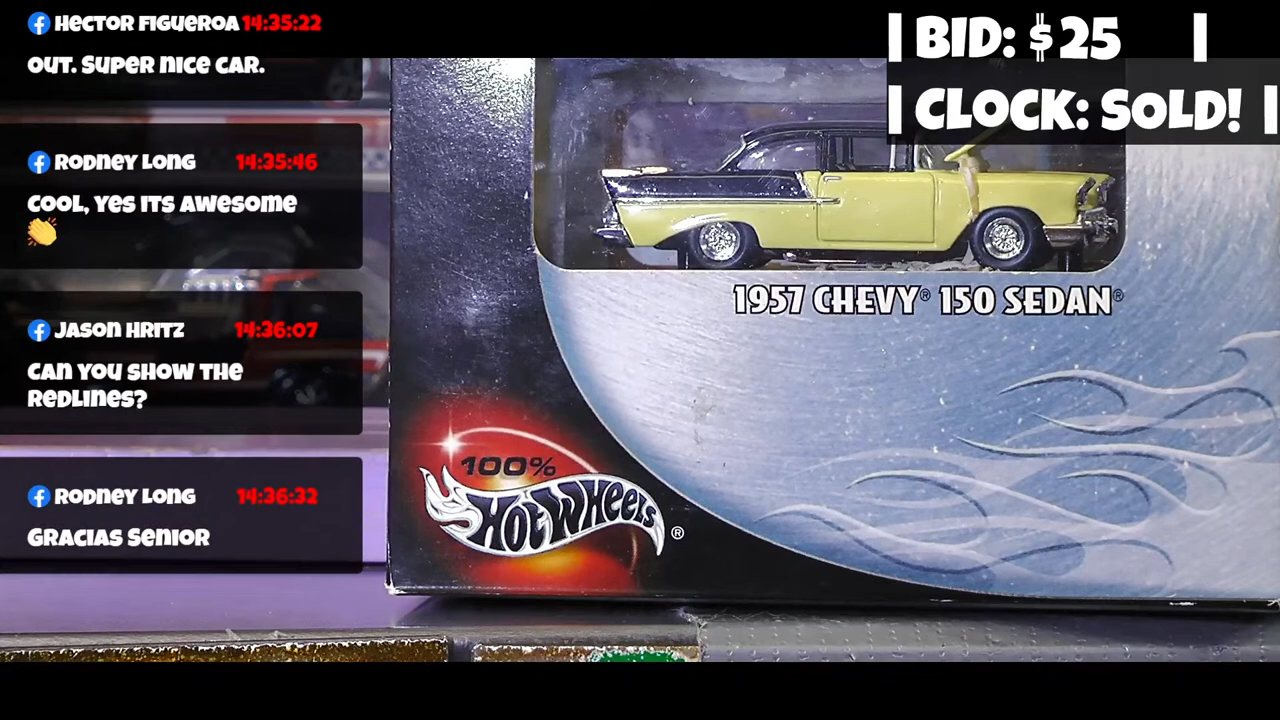 Hector Figueroa 14:35:22
out. Super nice car.
Rodney Long 14:35:46
Cool, yes its awesome
👏
Jason Hritz 14:36:07
Can you show the
redlines?
Rodney Long 14:36:32
Gracias senior
| BID: $25 |
| CLOCK: SOLD! |
1957 CHEVY® 150 SEDAN®
100%
Hot Wheels®